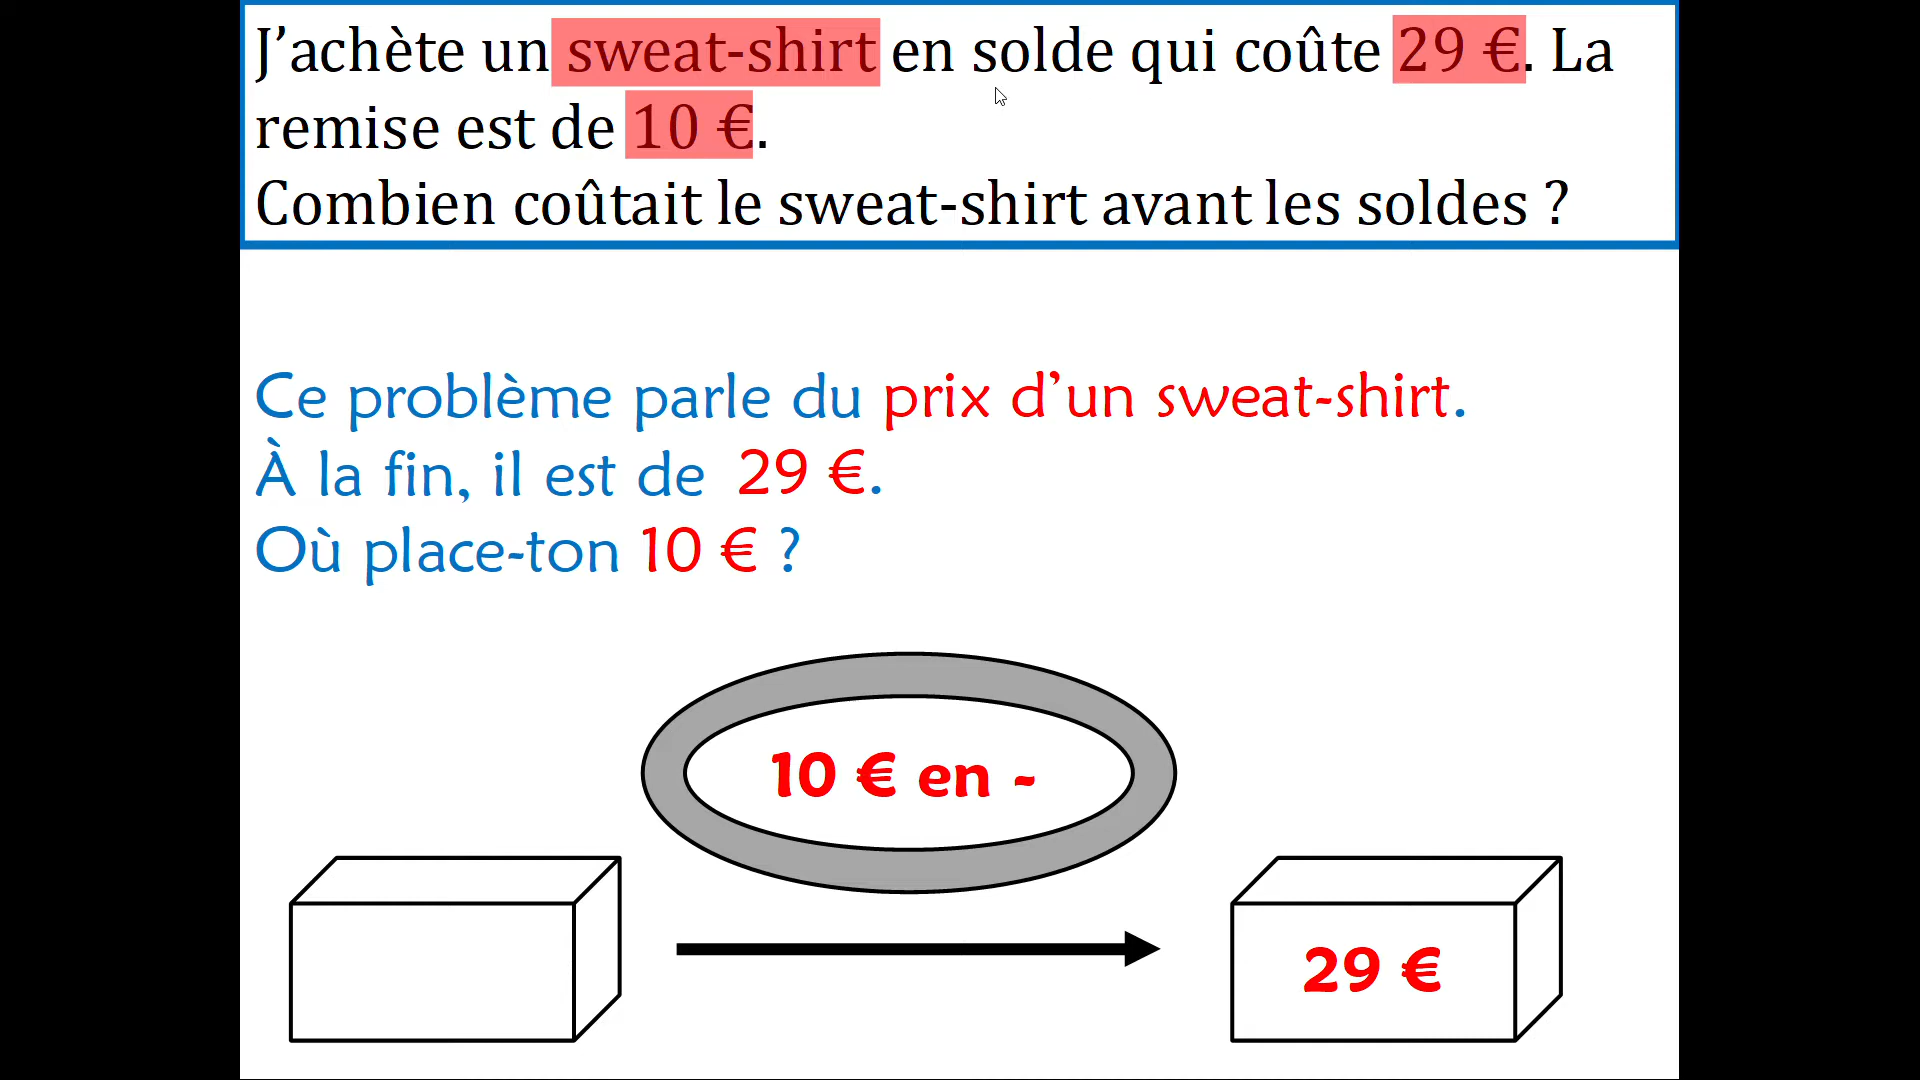 J’achète un sweat-shirt en solde qui coûte 29 €. La
remise est de 10 €.
Combien coûtait le sweat-shirt avant les soldes ?
Ce problème parle du prix d’un sweat-shirt.
À la fin, il est de 29 €.
Où place-ton 10 € ?
10 € en -
29 €